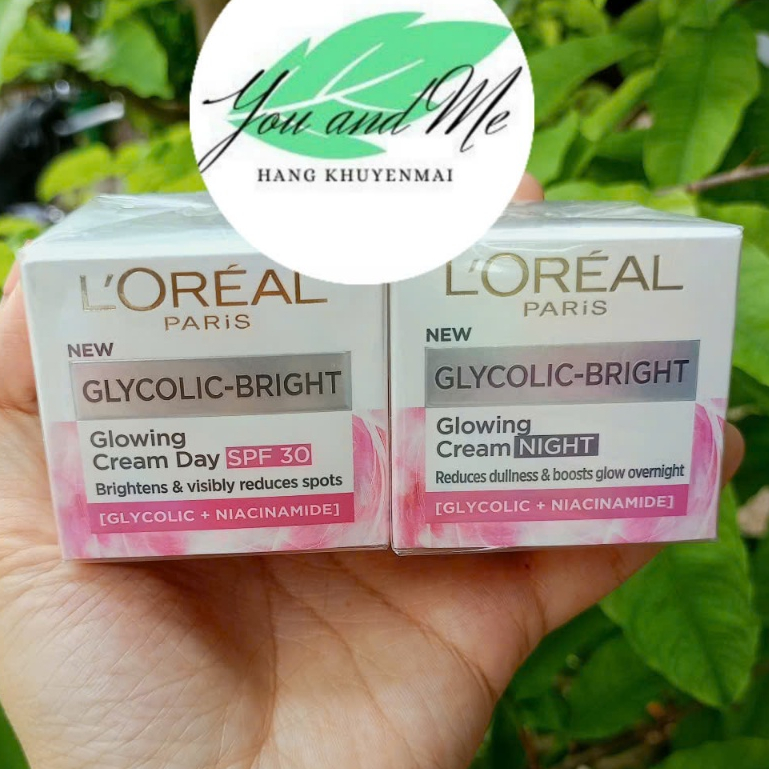 You and Me
HANG KHUYENMAI
L'ORÉAL
PARiS
NEW
GLYCOLIC-BRIGHT
Glowing
Cream Day SPF 30
Brightens & visibly reduces spots
[GLYCOLIC + NIACINAMIDE]
L'ORÉAL
PARiS
NEW
GLYCOLIC-BRIGHT
Glowing
Cream NIGHT
Reduces dullness & boosts glow overnight
[GLYCOLIC + NIACINAMIDE]